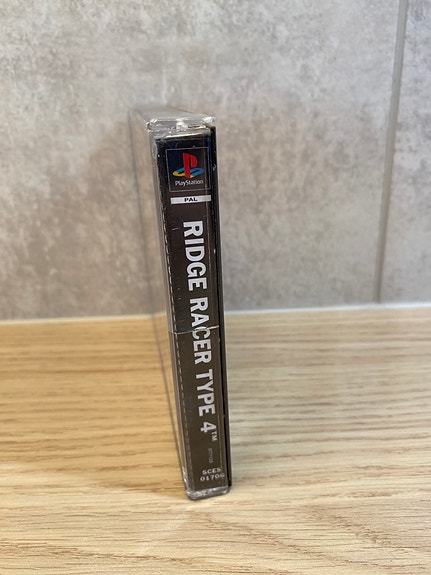 PlayStation
PAL
RIDGE RACER TYPE 4™
SCES
01706